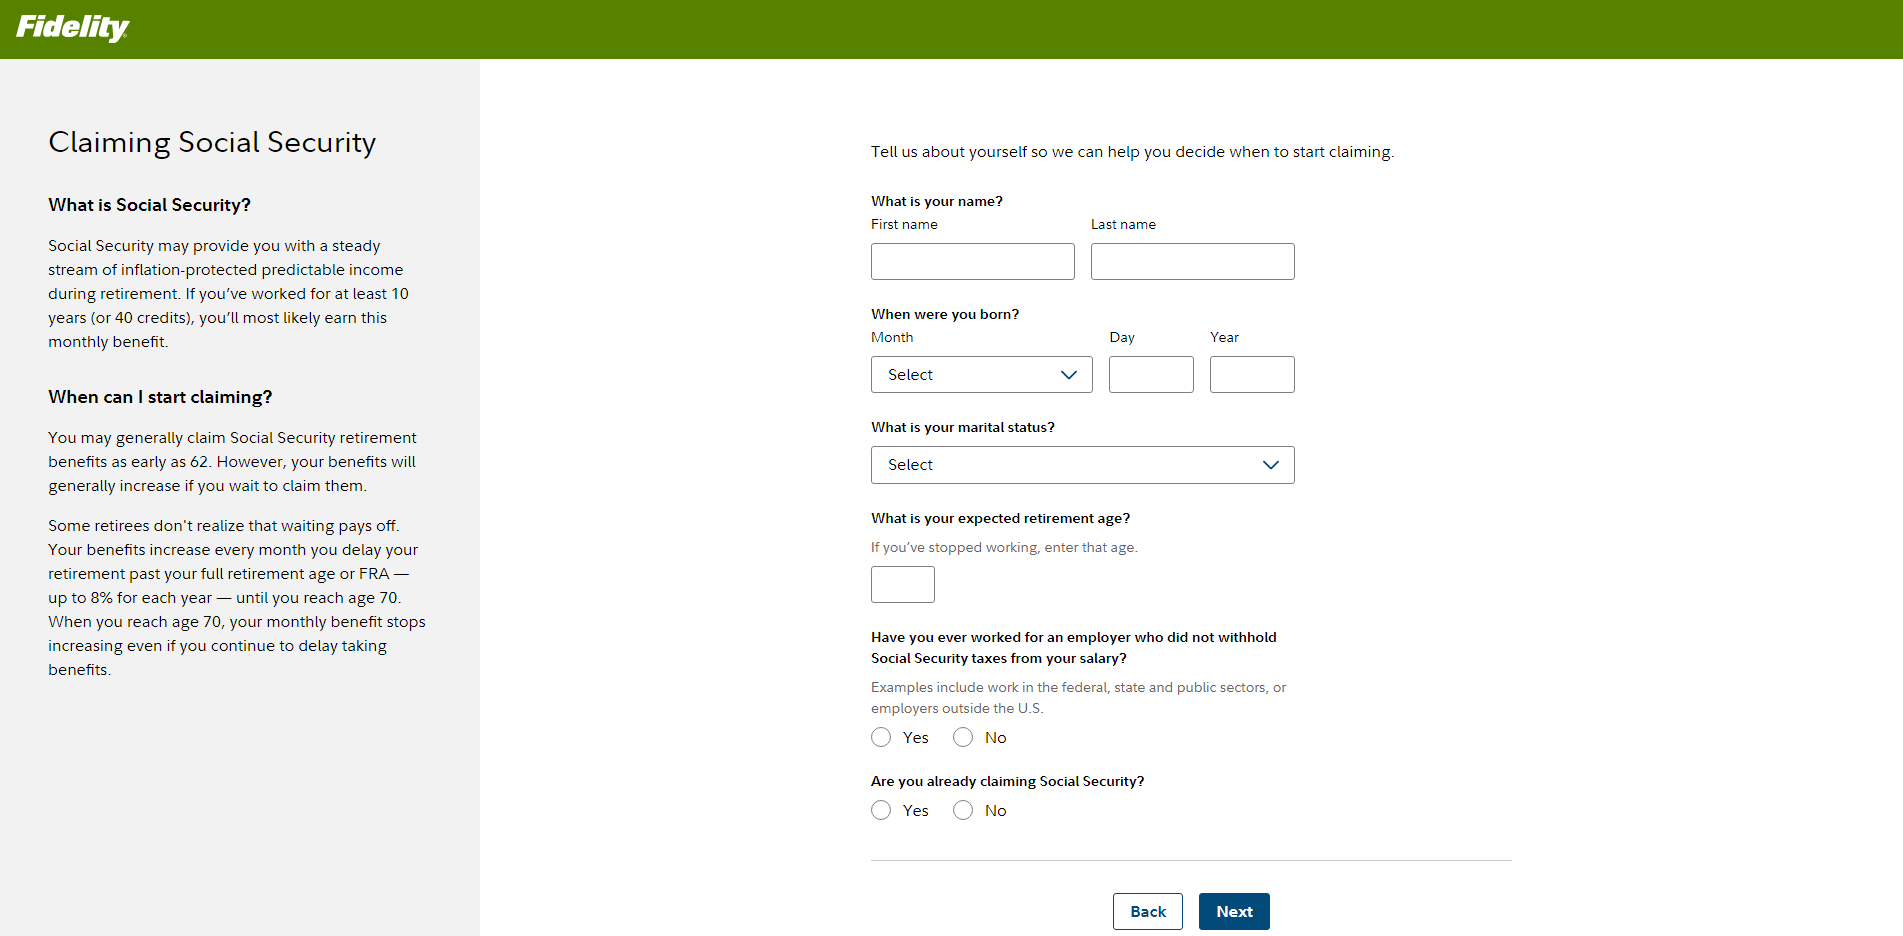 Fidelity
Claiming Social Security
What is Social Security?
Social Security may provide you with a steady
stream of inflation-protected predictable income
during retirement. If you’ve worked for at least 10
years (or 40 credits), you’ll most likely earn this
monthly benefit.
When can I start claiming?
You may generally claim Social Security retirement
benefits as early as 62. However, your benefits will
generally increase if you wait to claim them.
Some retirees don't realize that waiting pays off.
Your benefits increase every month you delay your
retirement past your full retirement age or FRA —
up to 8% for each year — until you reach age 70.
When you reach age 70, your monthly benefit stops
increasing even if you continue to delay taking
benefits.
Tell us about yourself so we can help you decide when to start claiming.
What is your name?
First name Last name
When were you born?
Month Day Year
Select
What is your marital status?
Select
What is your expected retirement age?
If you’ve stopped working, enter that age.
Have you ever worked for an employer who did not withhold
Social Security taxes from your salary?
Examples include work in the federal, state and public sectors, or
employers outside the U.S.
Yes No
Are you already claiming Social Security?
Yes No
Back Next